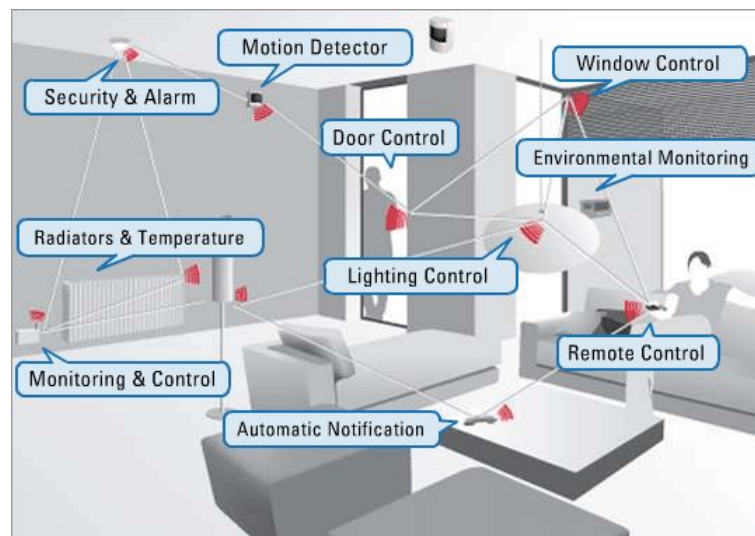 Motion Detector
Window Control
Security & Alarm
Door Control
Environmental Monitoring
Radiators & Temperature
Lighting Control
Remote Control
Monitoring & Control
Automatic Notification